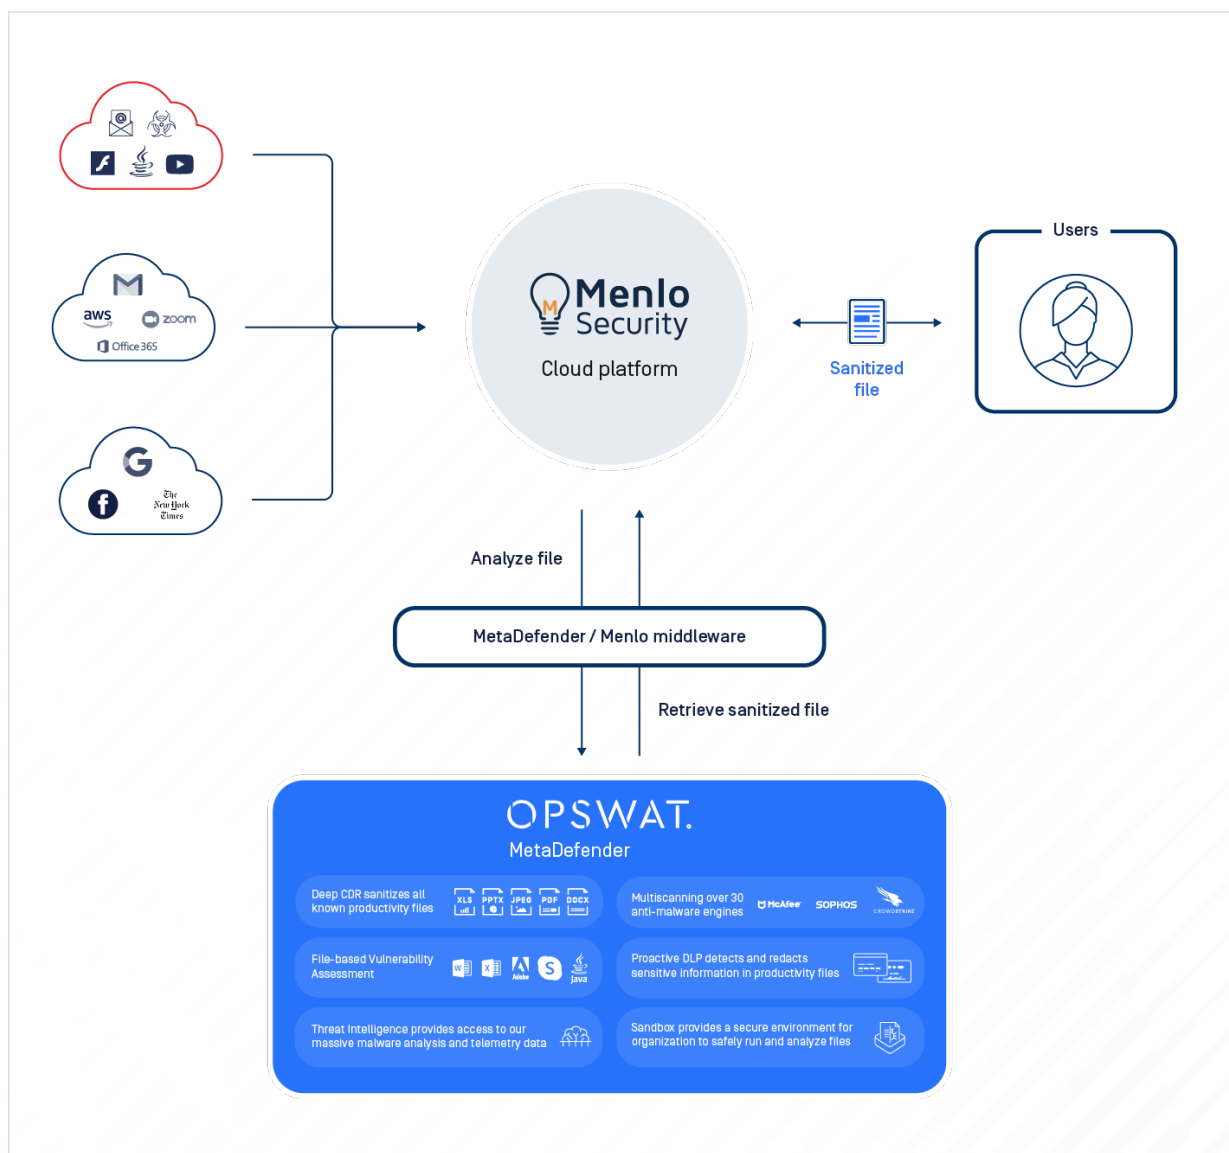 aws
zoom
Office 365
G
f
The
New York
Times
M
Menlo
Security
Cloud platform
Sanitized
file
Users
Analyze file
MetaDefender / Menlo middleware
Retrieve sanitized file
OPSWAT.
MetaDefender
Deep CDR sanitizes all
known productivity files
XLS PPTX JPEG PDF DOCX
Multiscanning over 30
anti-malware engines
McAfee
SOPHOS
CROWDSTRIKE
File-based Vulnerability
Assessment
W X Adobe S Java
Proactive DLP detects and redacts
sensitive information in productivity files
Threat Intelligence provides access to our
massive malware analysis and telemetry data
Sandbox provides a secure environment for
organization to safely run and analyze files